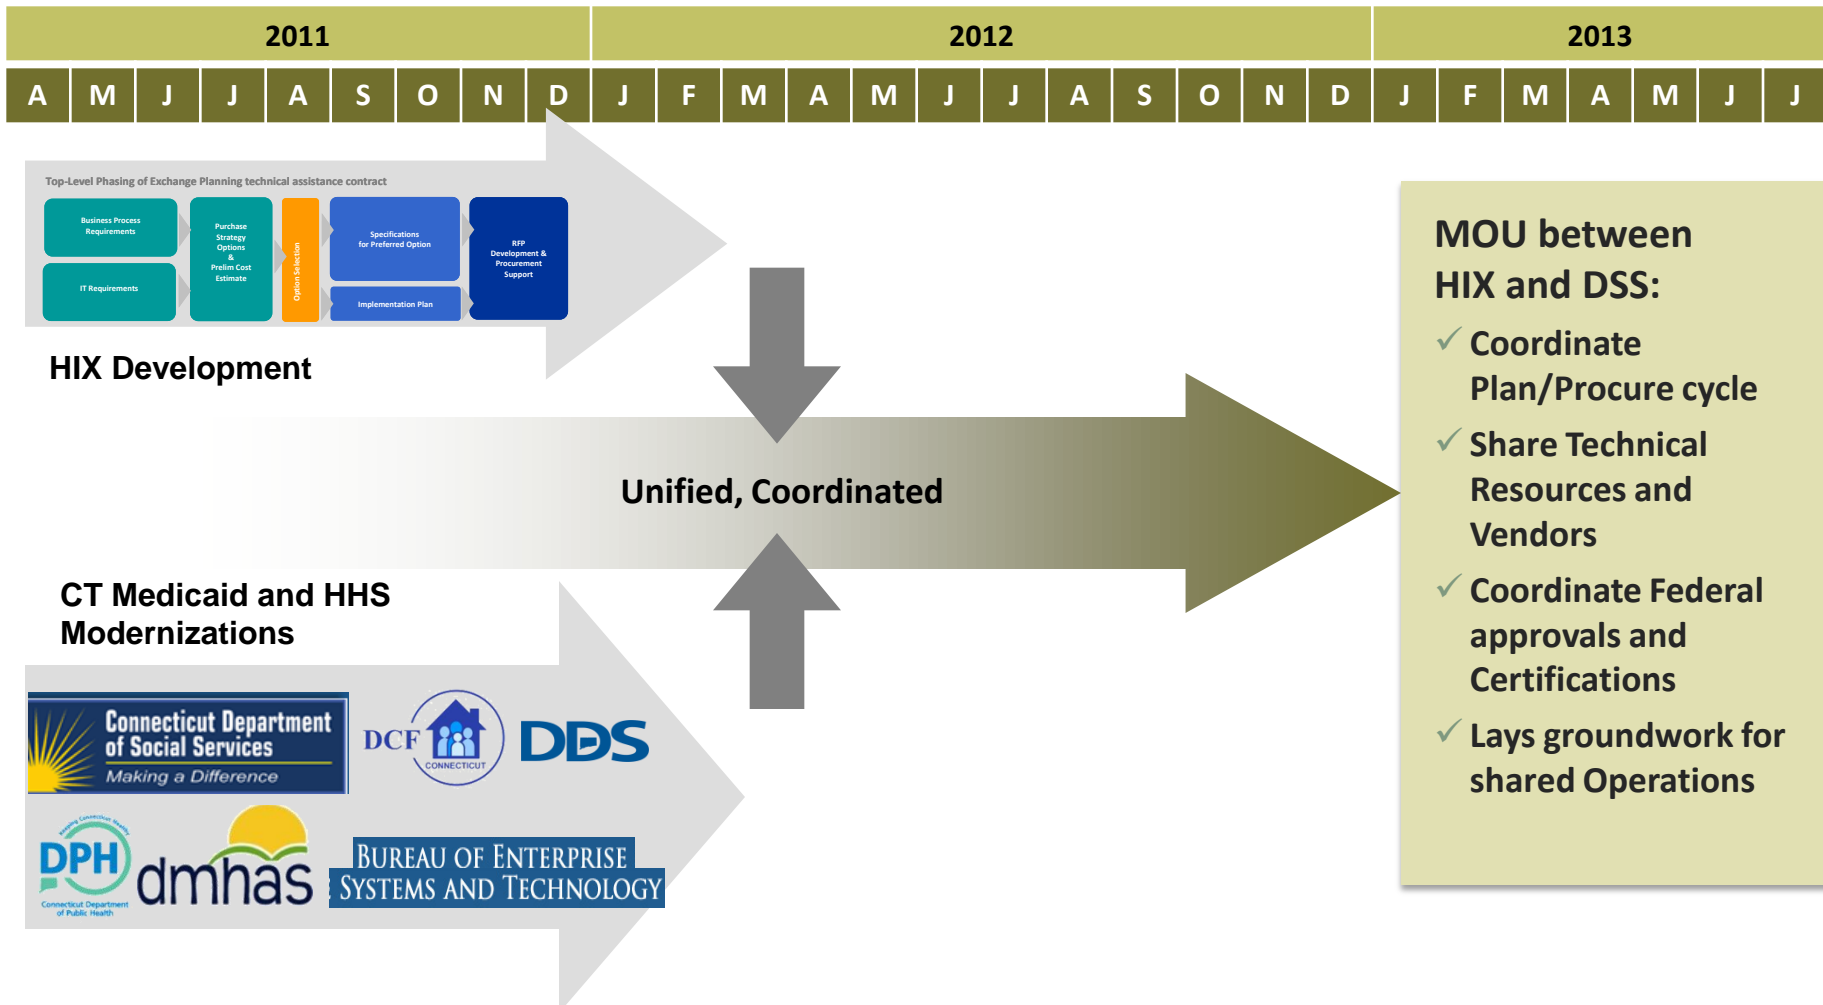 2011 2012 2013
A M J J A S O N D J F M A M J J A S O N D J F M A M J J
Top-Level Phasing of Exchange Planning technical assistance contract
Business Process
Requirements
IT Requirements
Purchase
Strategy
Options
&
Prelim Cost
Estimate
Option Selection
Specifications
for Preferred Option
Implementation Plan
RFP
Development &
Procurement
Support
HIX Development
Unified, Coordinated
CT Medicaid and HHS
Modernizations
Connecticut Department
of Social Services
Making a Difference
DCF
CONNECTICUT
DDS
Keeping Connecticut Healthy
DPH
Connecticut Department
of Public Health
dmhas
BUREAU OF ENTERPRISE
SYSTEMS AND TECHNOLOGY
MOU between
HIX and DSS:
✓ Coordinate
Plan/Procure cycle
✓ Share Technical
Resources and
Vendors
✓ Coordinate Federal
approvals and
Certifications
✓ Lays groundwork for
shared Operations